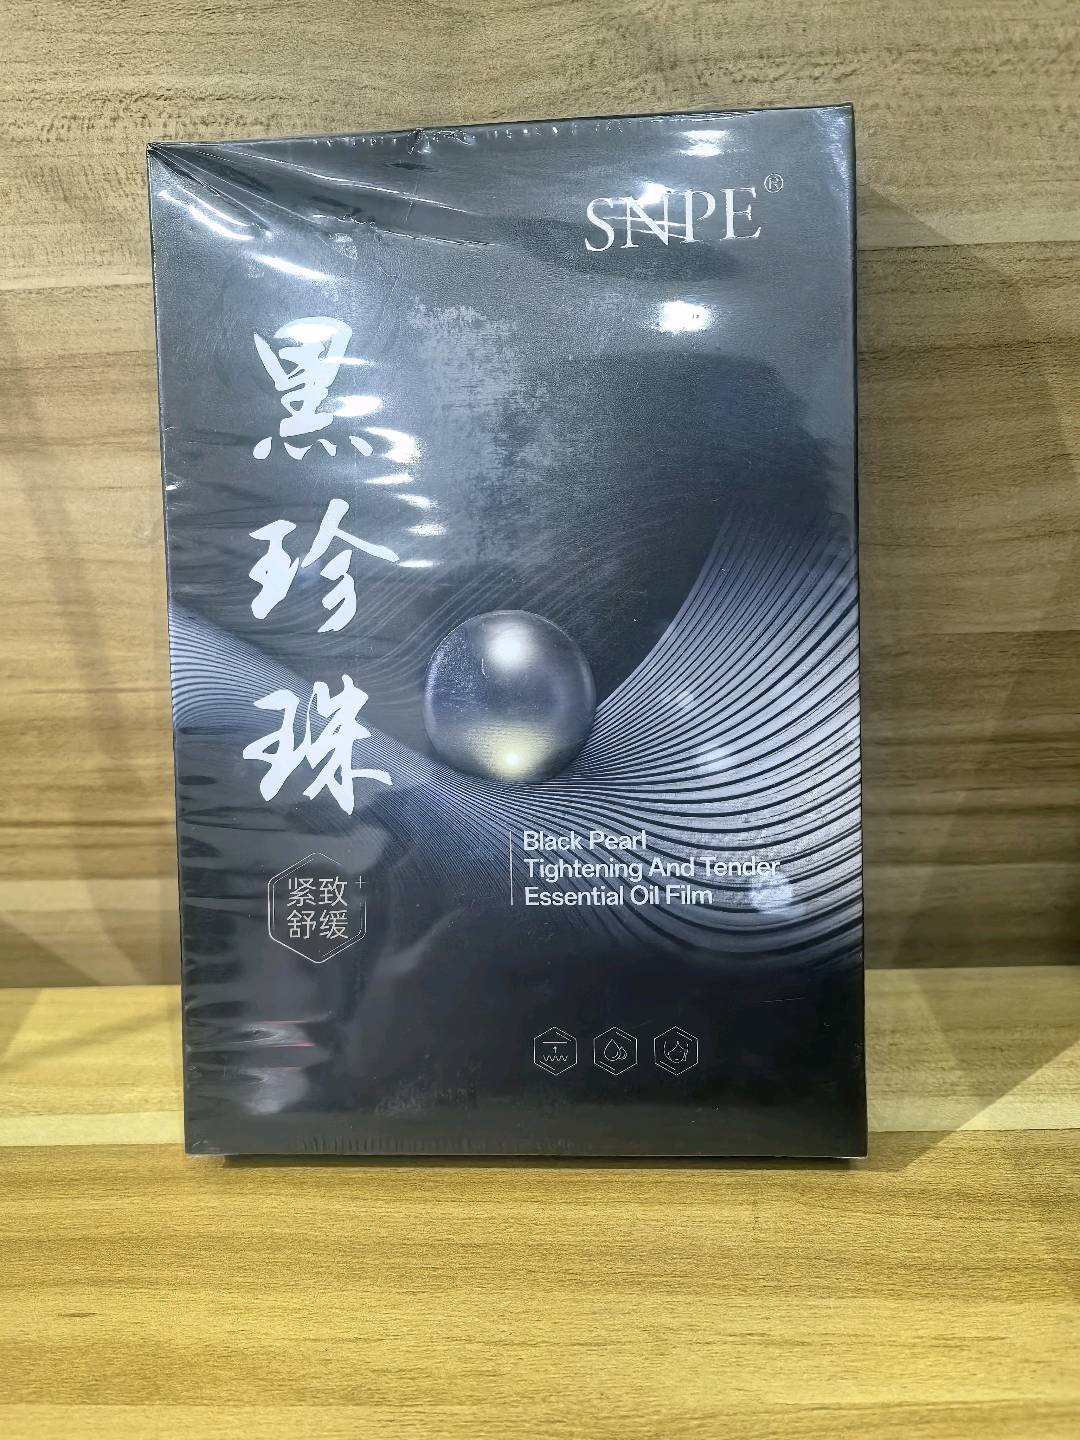 SNPE®
黑珍珠
紧致+
舒缓
Black Pearl
Tightening And Tender
Essential Oil Film